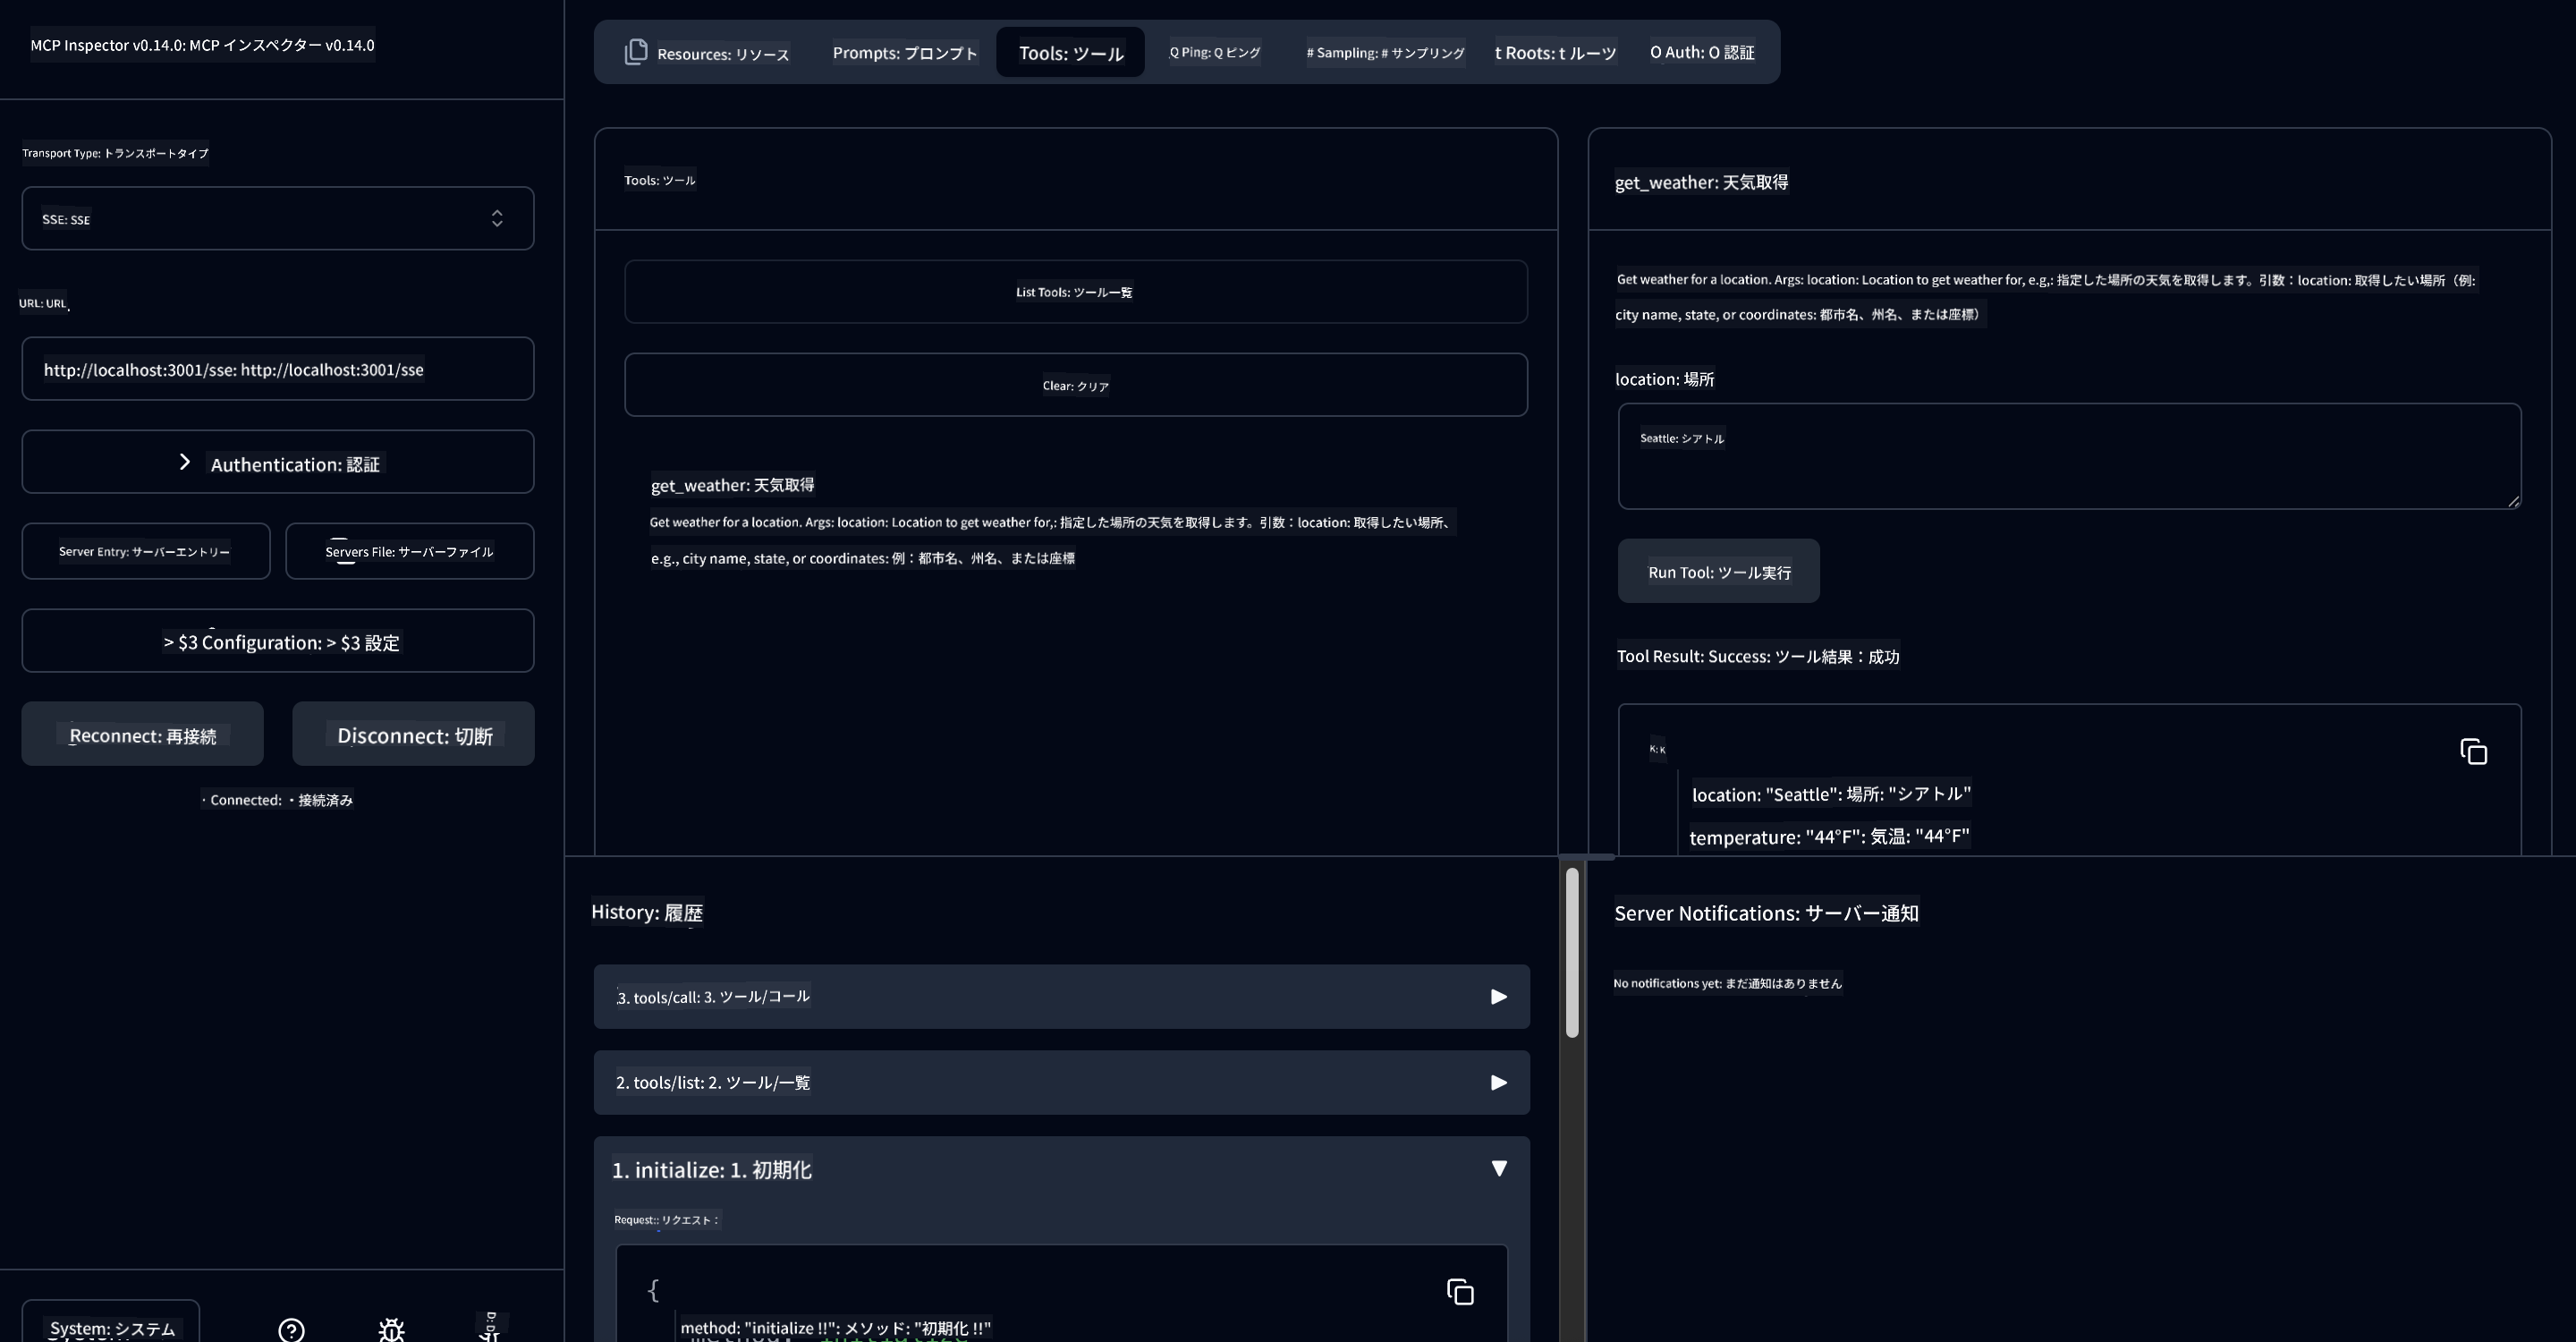 MCP Inspector v0.14.0: MCP インスペクター v0.14.0
Transport Type: トランスポートタイプ
SSE: SSE
URL: URL
http://localhost:3001/sse: http://localhost:3001/sse
Authentication: 認証
Server Entry: サーバーエントリー
Servers File: サーバーファイル
> $3 Configuration: > $3 設定
Reconnect: 再接続
Disconnect: 切断
· Connected: ・接続済み
System: システム
D: D
Resources: リソース
Prompts: プロンプト
Tools: ツール
Q Ping: Q ピング
# Sampling: # サンプリング
t Roots: t ルーツ
O Auth: O 認証
Tools: ツール
List Tools: ツール一覧
Clear: クリア
get_weather: 天気取得
Get weather for a location. Args: location: Location to get weather for,: 指定した場所の天気を取得します。引数：location: 取得したい場所、
e.g., city name, state, or coordinates: 例：都市名、州名、または座標
get_weather: 天気取得
Get weather for a location. Args: location: Location to get weather for, e.g,: 指定した場所の天気を取得します。引数：location: 取得したい場所（例:
city name, state, or coordinates: 都市名、州名、または座標）
location: 場所
Seattle: シアトル
Run Tool: ツール実行
Tool Result: Success: ツール結果：成功
K: K
location: "Seattle": 場所: "シアトル"
temperature: "44°F": 気温: "44°F"
History: 履歴
3. tools/call: 3. ツール/コール
2. tools/list: 2. ツール/一覧
1. initialize: 1. 初期化
Request:: リクエスト：
{
method: "initialize !!": メソッド: "初期化 !!"
Server Notifications: サーバー通知
No notifications yet: まだ通知はありません